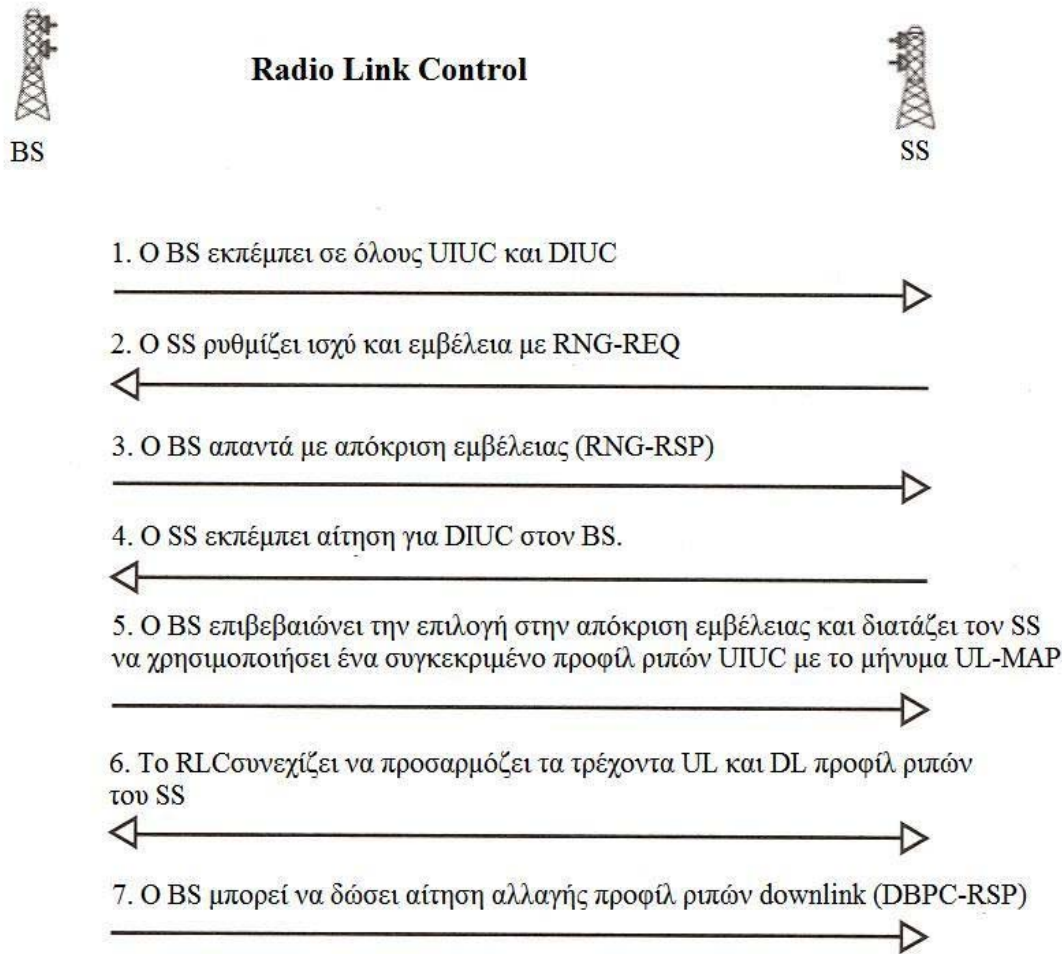 Radio Link Control
BS
SS
1. Ο BS εκπέμπει σε όλους UIUC και DIUC
2. Ο SS ρυθμίζει ισχύ και εμβέλεια με RNG-REQ
3. Ο BS απαντά με απόκριση εμβέλειας (RNG-RSP)
4. Ο SS εκπέμπει αίτηση για DIUC στον BS.
5. Ο BS επιβεβαιώνει την επιλογή στην απόκριση εμβέλειας και διατάζει τον SS
να χρησιμοποιήσει ένα συγκεκριμένο προφίλ ριπών UIUC με το μήνυμα UL-MAP
6. Το RLCσυνεχίζει να προσαρμόζει τα τρέχοντα UL και DL προφίλ ριπών
του SS
7. Ο BS μπορεί να δώσει αίτηση αλλαγής προφίλ ριπών downlink (DBPC-RSP)